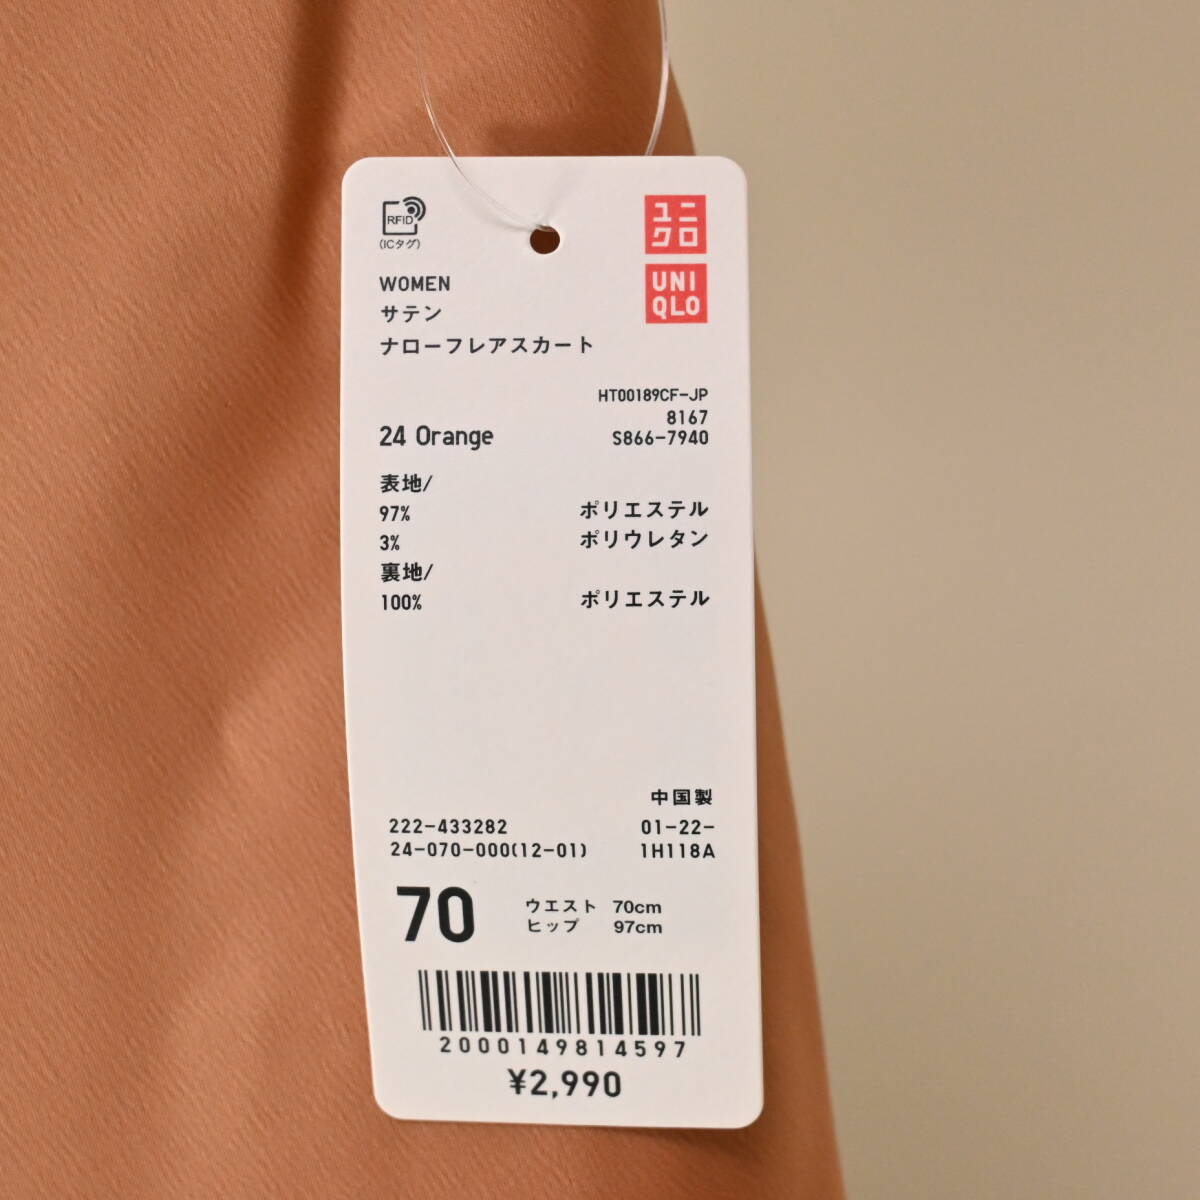 RFID
(ICタグ)
ユニ
クロ
UNI
QLO
WOMEN
サテン
ナローフレアスカート
HT00189CF-JP
8167
24 Orange
S866-7940
表地/
97% ポリエステル
3% ポリウレタン
裏地/
100% ポリエステル
中国製
222-433282 01-22-
24-070-000(12-01) 1H118A
70
ウエスト 70cm
ヒップ 97cm
2000149814597
¥2,990